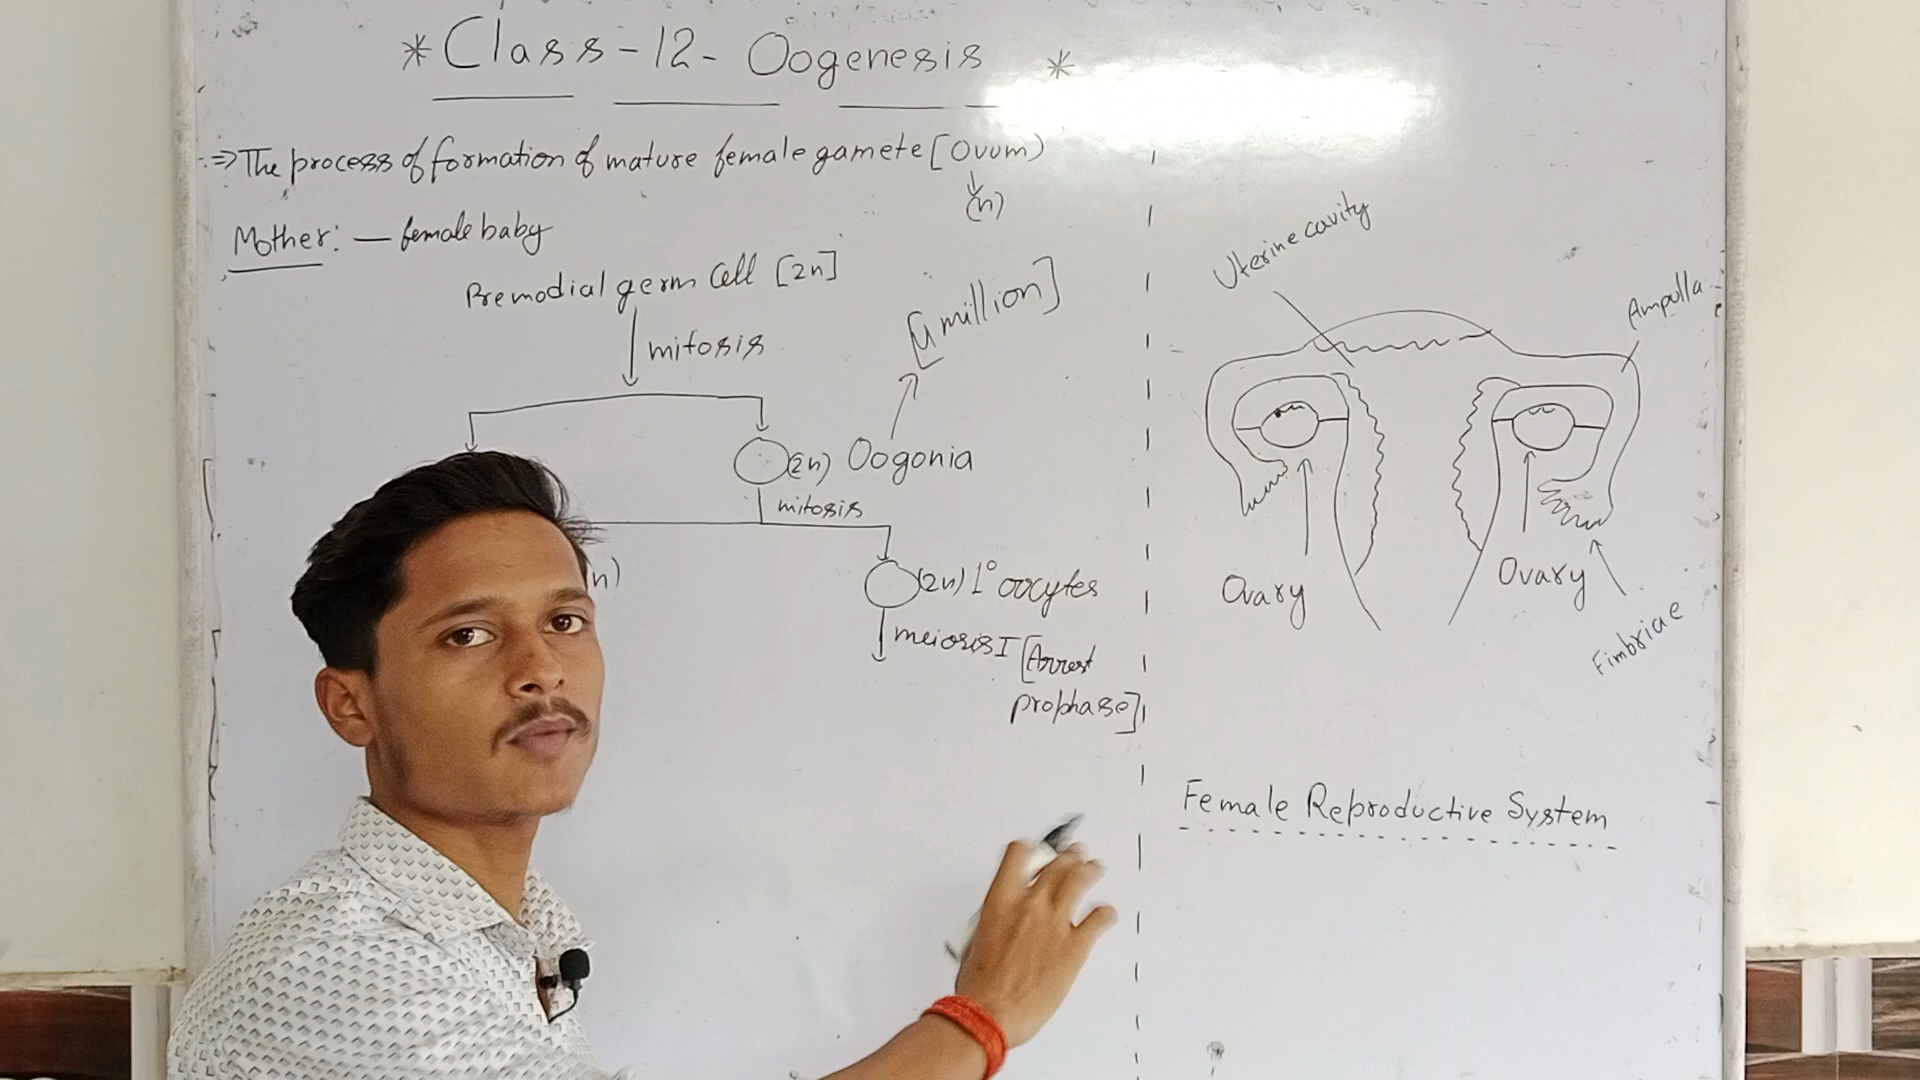 * Class-12- Oogenesis *
⇒ The process of formation of mature female gamete [Ovum)
(n)
Mother: — female baby
Premodial germ Cell [2n]
mitosis
[4 million]
(2n) Oogonia
mitosis
n)
(2n) 1° oocytes
meiosis I [Arrest
prophase]
Uterine cavity
Ampulla
Ovary
Ovary
Fimbriae
Female Reproductive System